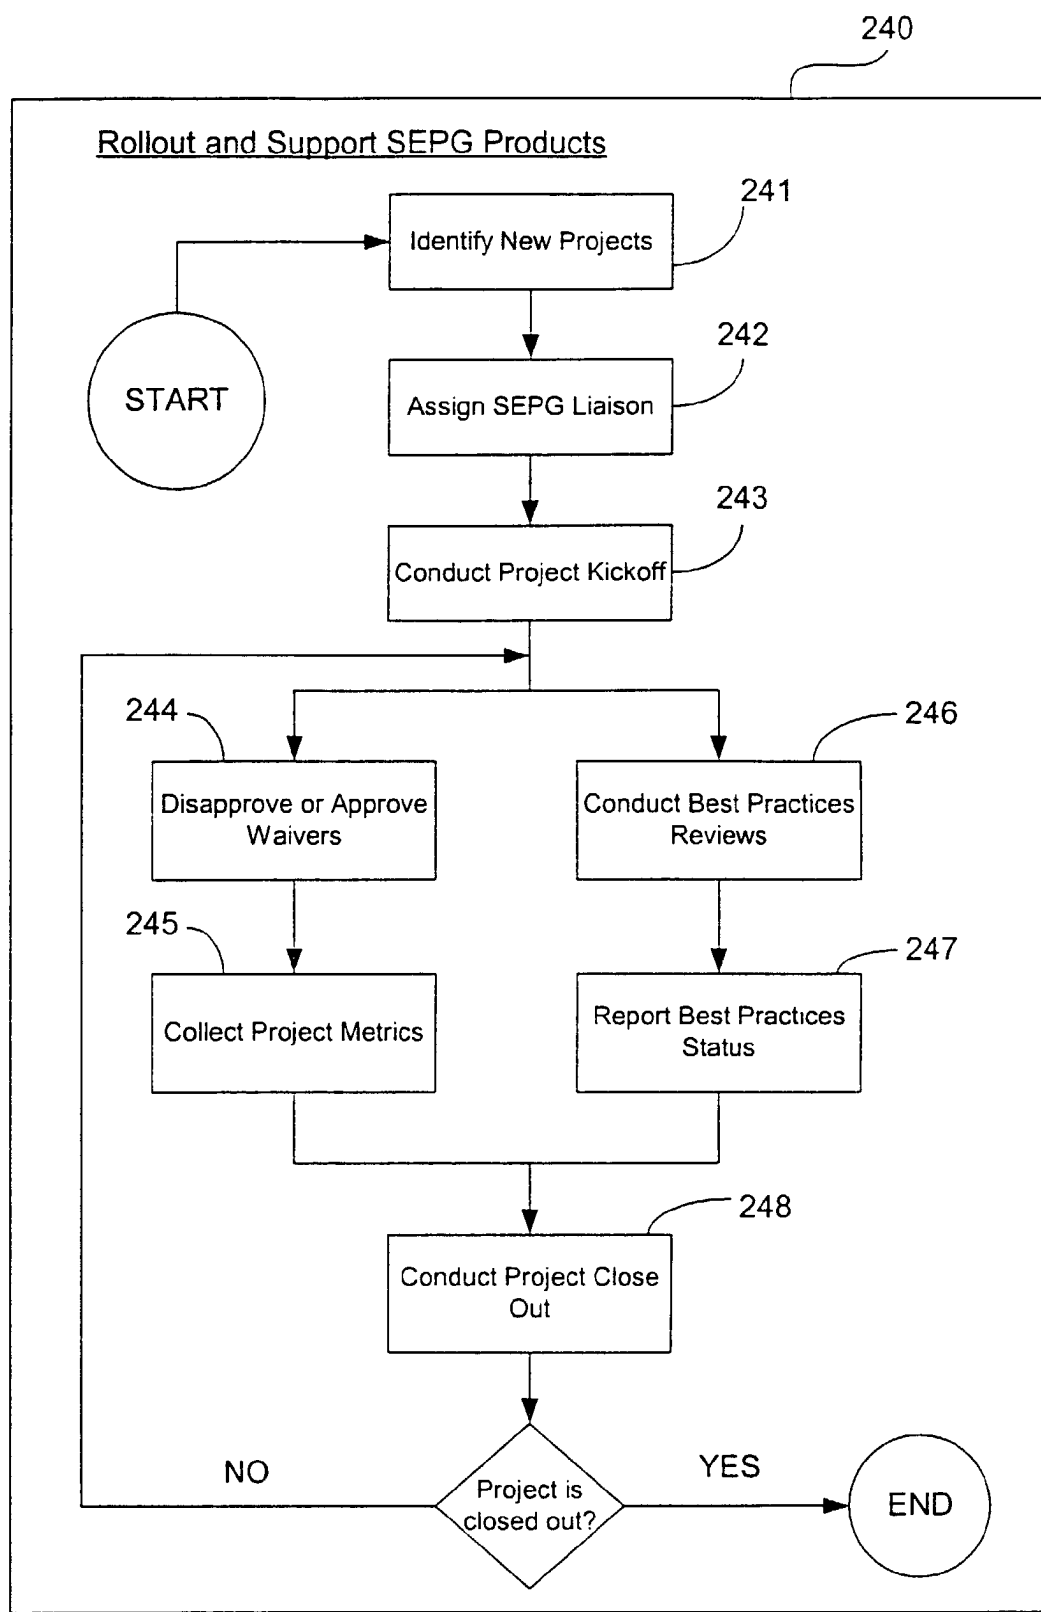 240
Rollout and Support SEPG Products
241
Identify New Projects
242
START
Assign SEPG Liaison
243
Conduct Project Kickoff
244
246
Disapprove or Approve
Waivers
Conduct Best Practices
Reviews
245
247
Collect Project Metrics
Report Best Practices
Status
248
Conduct Project Close
Out
NO
YES
Project is
closed out?
END